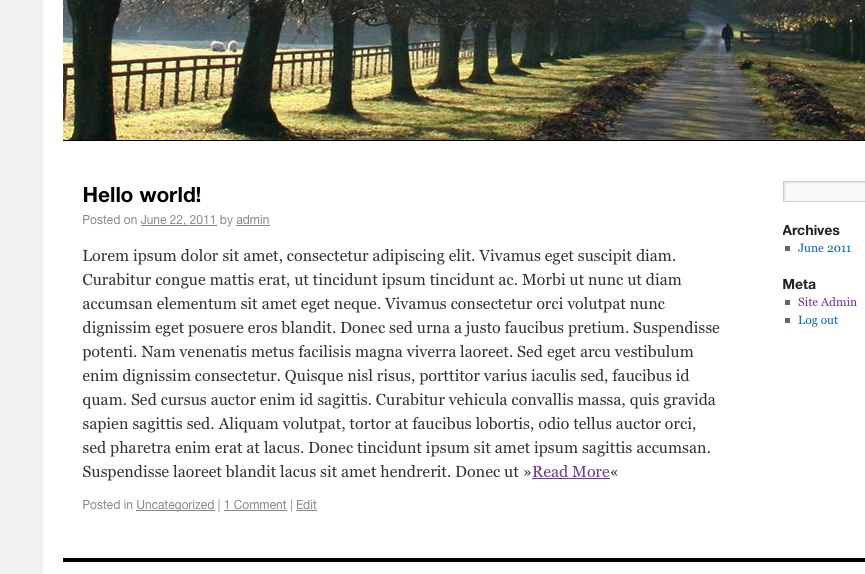 Hello world!
Posted on June 22, 2011 by admin
Lorem ipsum dolor sit amet, consectetur adipiscing elit. Vivamus eget suscipit diam.
Curabitur congue mattis erat, ut tincidunt ipsum tincidunt ac. Morbi ut nunc ut diam
accumsan elementum sit amet eget neque. Vivamus consectetur orci volutpat nunc
dignissim eget posuere eros blandit. Donec sed urna a justo faucibus pretium. Suspendisse
potenti. Nam venenatis metus facilisis magna viverra laoreet. Sed eget arcu vestibulum
enim dignissim consectetur. Quisque nisl risus, porttitor varius iaculis sed, faucibus id
quam. Sed cursus auctor enim id sagittis. Curabitur vehicula convallis massa, quis gravida
sapien sagittis sed. Aliquam volutpat, tortor at faucibus lobortis, odio tellus auctor orci,
sed pharetra enim erat at lacus. Donec tincidunt ipsum sit amet ipsum sagittis accumsan.
Suspendisse laoreet blandit lacus sit amet hendrerit. Donec ut »Read More«
Posted in Uncategorized | 1 Comment | Edit
Archives
June 2011
Meta
Site Admin
Log out